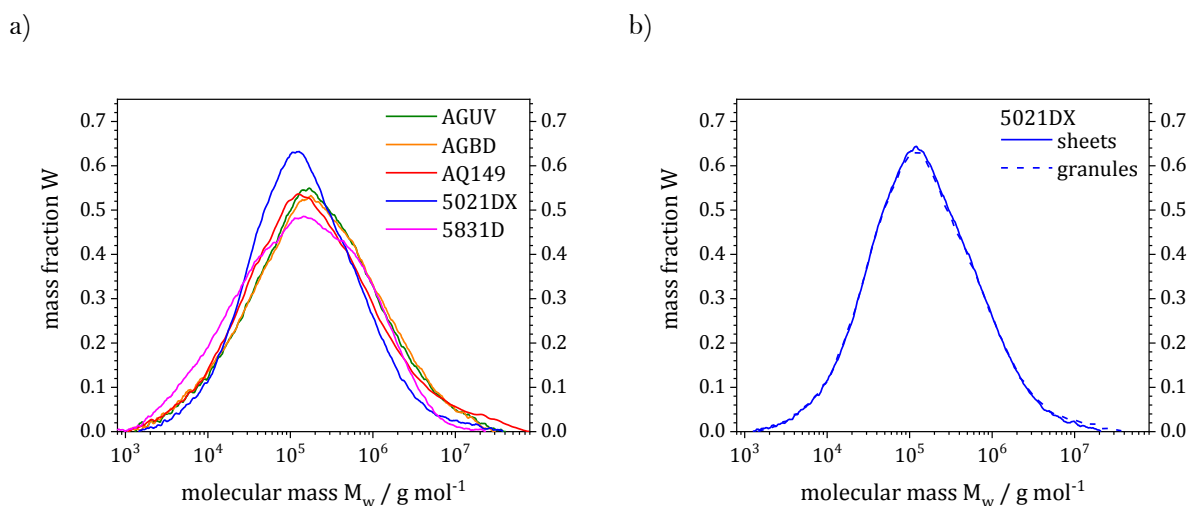 a)
0.7
0.6
0.5
0.4
0.3
0.2
0.1
0.0
mass fraction W
0.7
0.6
0.5
0.4
0.3
0.2
0.1
0.0
AGUV
AGBD
AQ149
5021DX
5831D
10³ 10⁴ 10⁵ 10⁶ 10⁷
molecular mass M_w / g mol⁻¹
b)
0.7
0.6
0.5
0.4
0.3
0.2
0.1
0.0
mass fraction W
0.7
0.6
0.5
0.4
0.3
0.2
0.1
0.0
5021DX
sheets
granules
10³ 10⁴ 10⁵ 10⁶ 10⁷
molecular mass M_w / g mol⁻¹